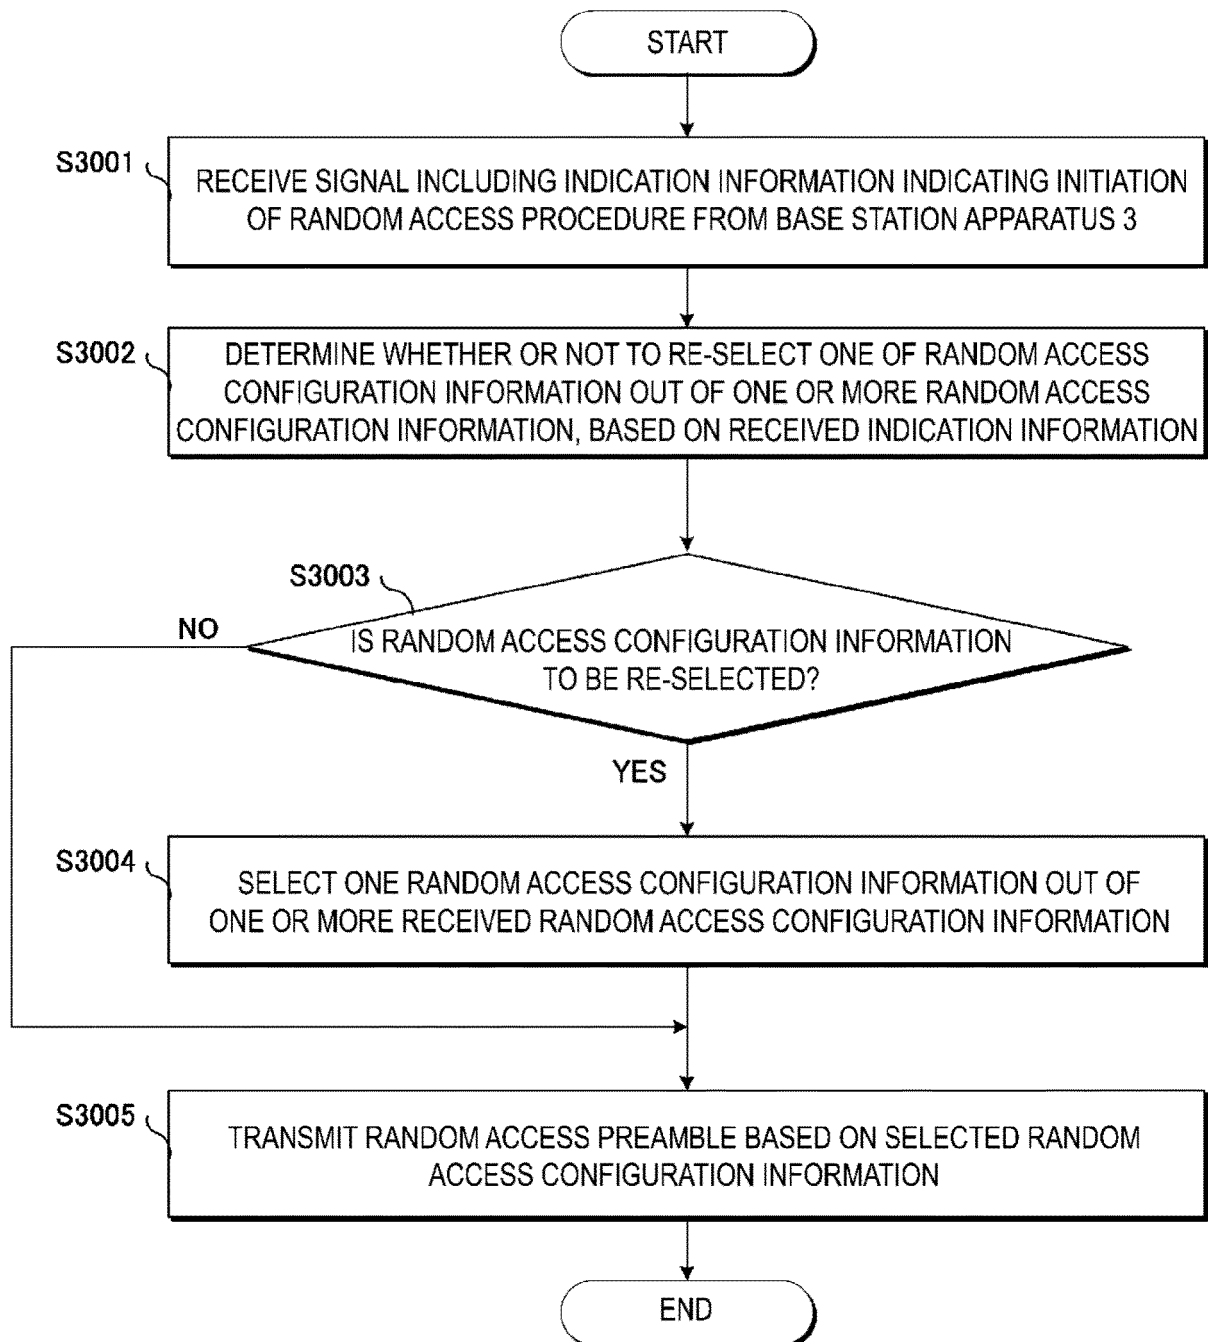 START
S3001
RECEIVE SIGNAL INCLUDING INDICATION INFORMATION INDICATING INITIATION
OF RANDOM ACCESS PROCEDURE FROM BASE STATION APPARATUS 3
S3002
DETERMINE WHETHER OR NOT TO RE-SELECT ONE OF RANDOM ACCESS
CONFIGURATION INFORMATION OUT OF ONE OR MORE RANDOM ACCESS
CONFIGURATION INFORMATION, BASED ON RECEIVED INDICATION INFORMATION
S3003
NO
IS RANDOM ACCESS CONFIGURATION INFORMATION
TO BE RE-SELECTED?
YES
S3004
SELECT ONE RANDOM ACCESS CONFIGURATION INFORMATION OUT OF
ONE OR MORE RECEIVED RANDOM ACCESS CONFIGURATION INFORMATION
S3005
TRANSMIT RANDOM ACCESS PREAMBLE BASED ON SELECTED RANDOM
ACCESS CONFIGURATION INFORMATION
END